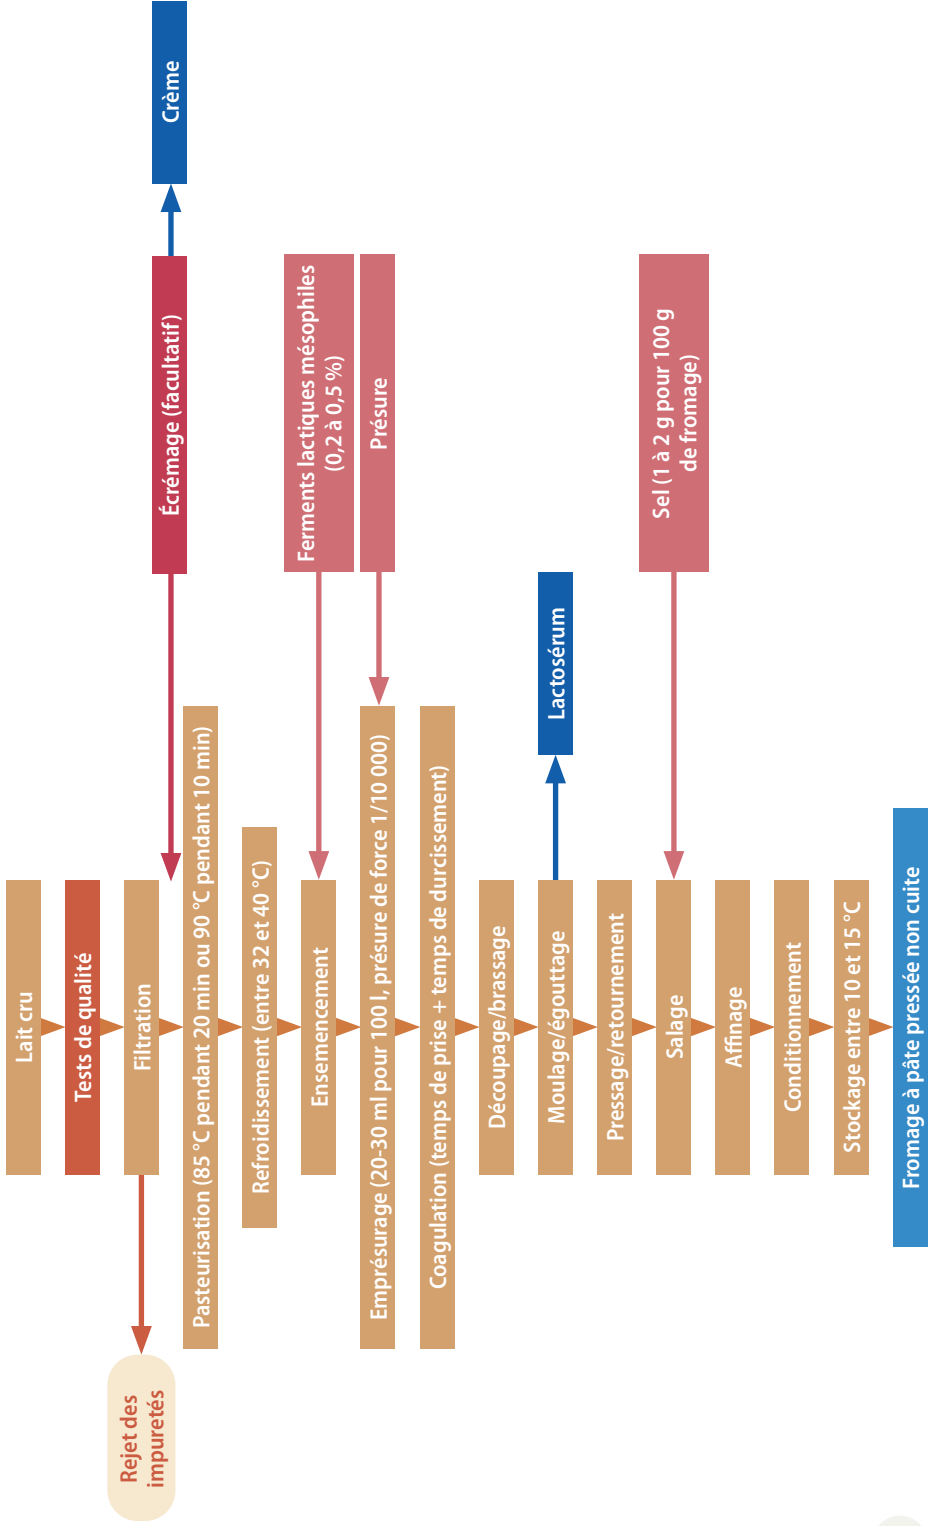 Lait cru
Tests de qualité
Filtration
Rejet des
impuretés
Écrémage (facultatif)
Crème
Pasteurisation (85 °C pendant 20 min ou 90 °C pendant 10 min)
Refroidissement (entre 32 et 40 °C)
Ferments lactiques mésophiles
(0,2 à 0,5 %)
Ensemencement
Présure
Emprésurage (20-30 ml pour 100 l, présure de force 1/10 000)
Coagulation (temps de prise + temps de durcissement)
Découpage/brassage
Moulage/égouttage
Lactosérum
Pressage/retournement
Sel (1 à 2 g pour 100 g
de fromage)
Salage
Affinage
Conditionnement
Stockage entre 10 et 15 °C
Fromage à pâte pressée non cuite